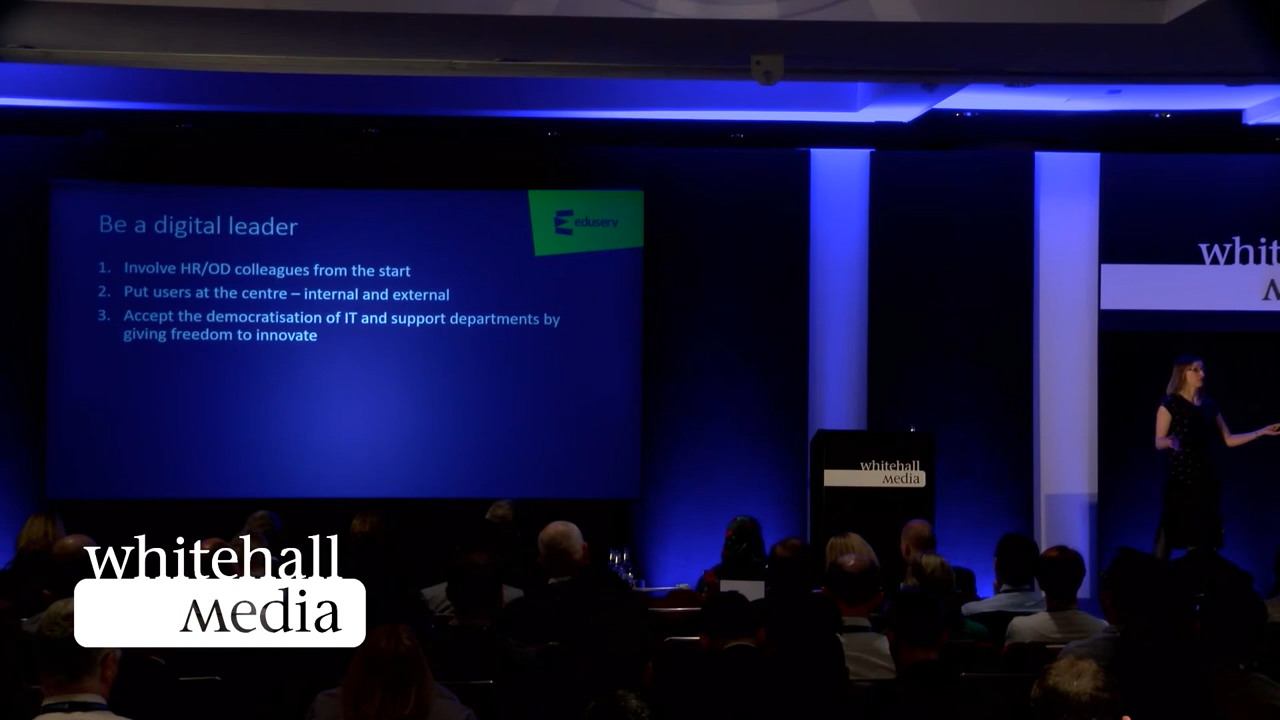 Be a digital leader
eduserv
1. Involve HR/OD colleagues from the start
2. Put users at the centre – internal and external
3. Accept the democratisation of IT and support departments by
giving freedom to innovate
whit
M
whitehall
Media
whitehall
Media